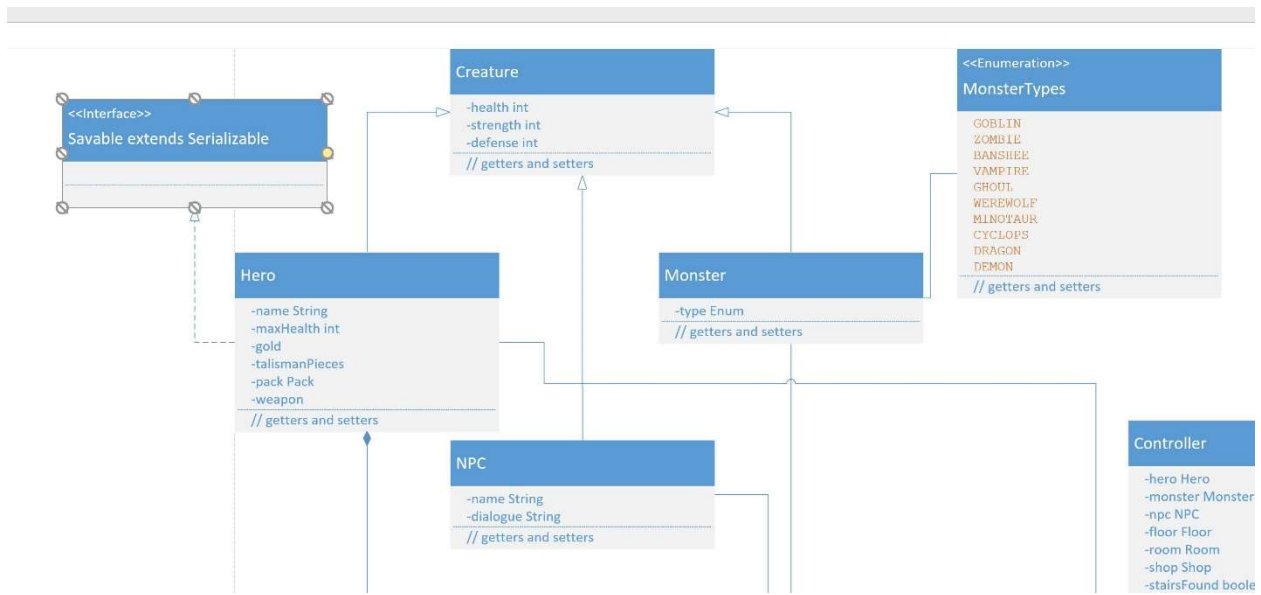 <<Interface>>
Savable extends Serializable
Creature
-health int
-strength int
-defense int
// getters and setters
<<Enumeration>>
MonsterTypes
GOBLIN
ZOMBIE
BANSHEE
VAMPIRE
GHOUL
WEREWOLF
MINOTAUR
CYCLOPS
DRAGON
DEMON
// getters and setters
Hero
-name String
-maxHealth int
-gold
-talismanPieces
-pack Pack
-weapon
// getters and setters
Monster
-type Enum
// getters and setters
NPC
-name String
-dialogue String
// getters and setters
Controller
-hero Hero
-monster Monster
-npc NPC
-floor Floor
-room Room
-shop Shop
-stairsFound boole